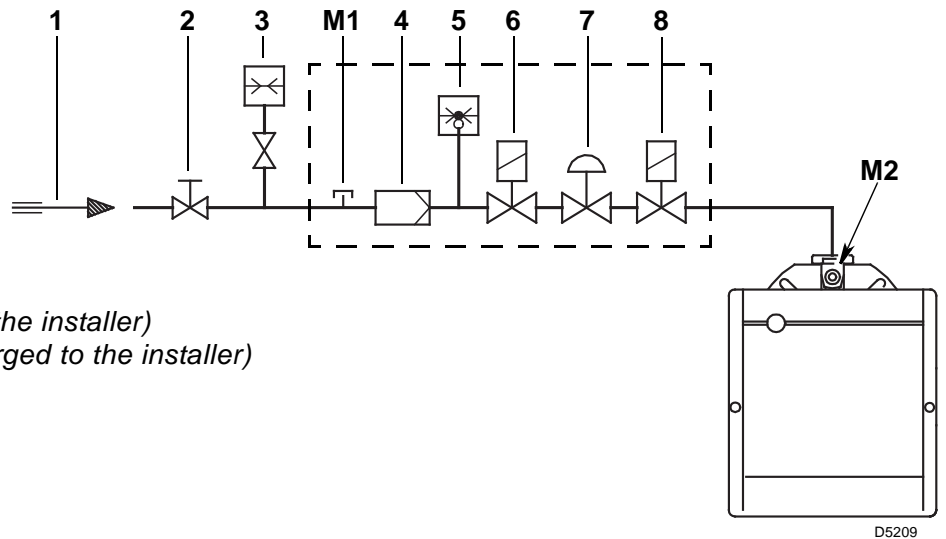 1 2 3 M1 4 5 6 7 8
M2
the installer)
rged to the installer)
D5209